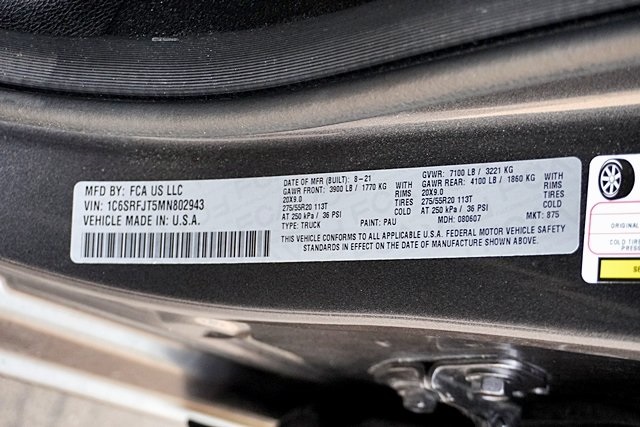 MFD BY: FCA US LLC
VIN: 1C6SRFJT5MN802943
VEHICLE MADE IN U.S.A.
DATE OF MFR (BUILT): 8-21 GVWR: 7100 LB / 3221 KG
GAWR FRONT: 3900 LB / 1770 KG WITH GAWR REAR: 4100 LB / 1860 KG WITH
20X9.0 RIMS 20X9.0 RIMS
275/55R20 113T TIRES 275/55R20 113T TIRES
AT 250 kPa / 36 PSI AT 250 kPa / 36 PSI
TYPE: TRUCK PAINT: PAU MDH: 080607 MKT: 875
THIS VEHICLE CONFORMS TO ALL APPLICABLE U.S.A. FEDERAL MOTOR VEHICLE SAFETY
STANDARDS IN EFFECT ON THE DATE OF MANUFACTURE SHOWN ABOVE.
ORIGINAL
COLD TIRE
PRESS
SE